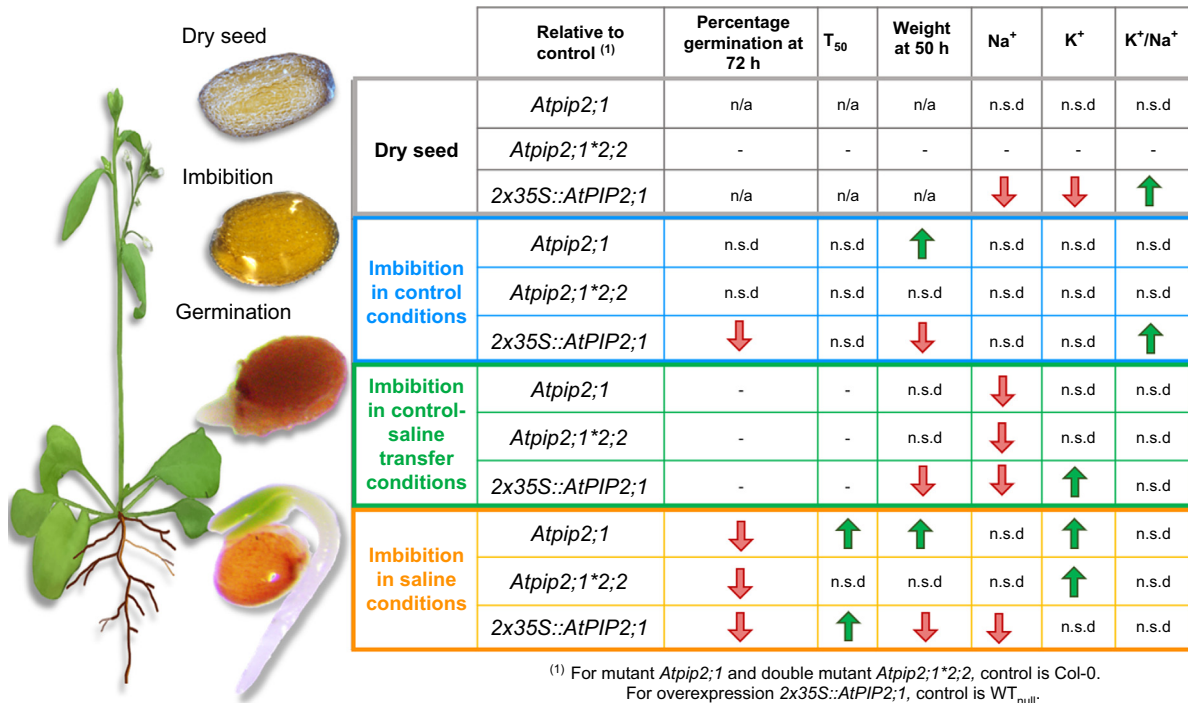 Dry seed
Imbibition
Germination
Relative to control (1) | Percentage germination at 72 h | T50 | Weight at 50 h | Na+ | K+ | K+/Na+
Dry seed
Atpip2;1 n/a n/a n/a n.s.d n.s.d n.s.d
Atpip2;1*2;2 - - - - - -
2x35S::AtPIP2;1 n/a n/a n/a
Imbibition in control conditions
Atpip2;1 n.s.d n.s.d n.s.d n.s.d n.s.d
Atpip2;1*2;2 n.s.d n.s.d n.s.d n.s.d n.s.d n.s.d
2x35S::AtPIP2;1 n.s.d n.s.d n.s.d
Imbibition in control-saline transfer conditions
Atpip2;1 - - n.s.d n.s.d n.s.d
Atpip2;1*2;2 - - n.s.d n.s.d n.s.d
2x35S::AtPIP2;1 - - n.s.d
Imbibition in saline conditions
Atpip2;1 n.s.d n.s.d
Atpip2;1*2;2 n.s.d n.s.d n.s.d n.s.d
2x35S::AtPIP2;1 n.s.d n.s.d
(1) For mutant Atpip2;1 and double mutant Atpip2;1*2;2, control is Col-0.
For overexpression 2x35S::AtPIP2;1, control is WTnull.